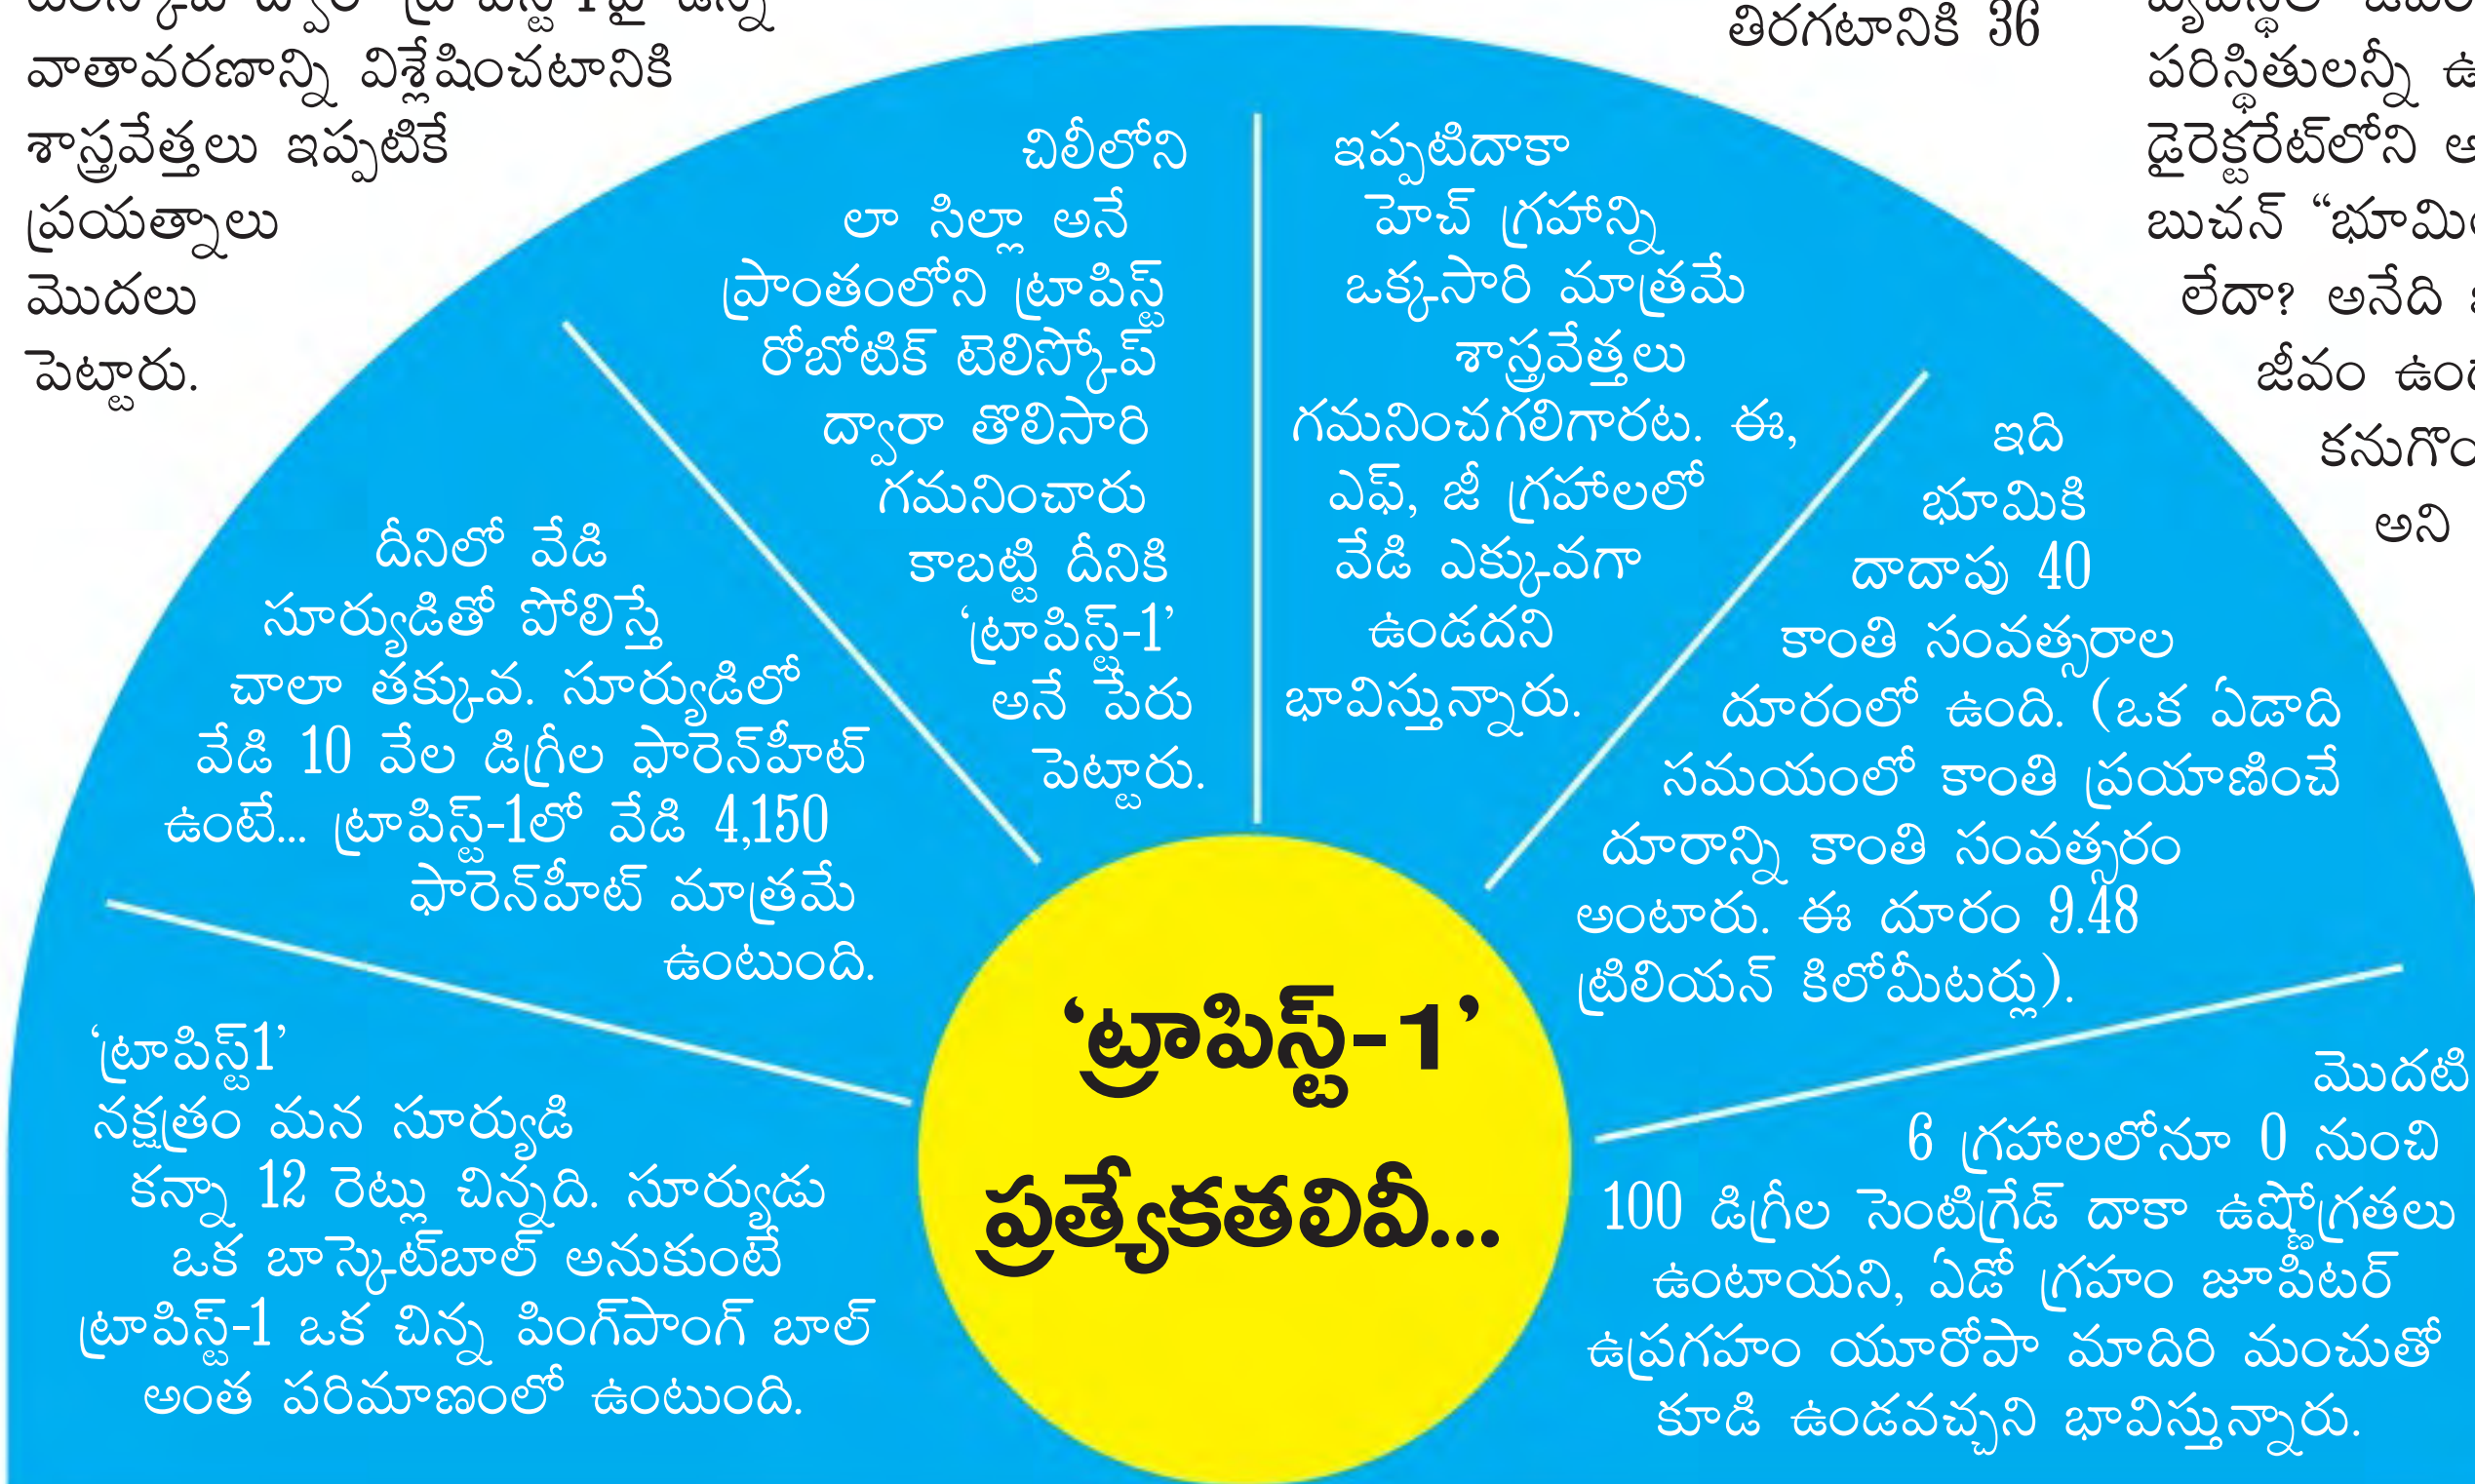 వాతావరణాన్ని విశ్లేషించటానికి
శాస్త్రవేత్తలు ఇప్పటికే
ప్రయత్నాలు
మొదలు
పెట్టారు.
తిరగటానికి 36
పరిస్థితులన్నీ
డైరెక్టరేట్‌లోని
బుచన్ “
లేదా? అనేది
జీవం
అని
‘ట్రాపిస్ట్1’
నక్షత్రం మన సూర్యుడి
కన్నా 12 రెట్లు చిన్నది. సూర్యుడు
ఒక బాస్కెట్‌బాల్ అనుకుంటే
ట్రాపిస్ట్-1 ఒక చిన్న పింగ్‌పాంగ్ బాల్
అంత పరిమాణంలో ఉంటుంది.
దీనిలో వేడి
సూర్యుడితో పోలిస్తే
చాలా తక్కువ. సూర్యుడిలో
వేడి 10 వేల డిగ్రీల ఫారెన్‌హీట్
ఉంటే... ట్రాపిస్ట్-1లో వేడి 4,150
ఫారెన్‌హీట్ మాత్రమే
ఉంటుంది.
చిలీలోని
లా సిల్లా అనే
ప్రాంతంలోని ట్రాపిస్ట్
రోబోటిక్ టెలిస్కోప్
ద్వారా తొలిసారి
గమనించారు
కాబట్టి దీనికి
‘ట్రాపిస్ట్-1’
అనే పేరు
పెట్టారు.
ఇప్పటిదాకా
హెచ్ గ్రహాన్ని
ఒక్కసారి మాత్రమే
శాస్త్రవేత్తలు
గమనించగలిగారట. ఈ,
ఎఫ్, జీ గ్రహాలలో
వేడి ఎక్కువగా
ఉండదని
భావిస్తున్నారు.
ఇది
భూమికి
దాదాపు 40
కాంతి సంవత్సరాల
దూరంలో ఉంది. (ఒక ఏడాది
సమయంలో కాంతి ప్రయాణించే
దూరాన్ని కాంతి సంవత్సరం
అంటారు. ఈ దూరం 9.48
ట్రిలియన్ కిలోమీటర్లు).
మొదటి
6 గ్రహాలలోనూ 0 నుంచి
100 డిగ్రీల సెంటిగ్రేడ్ దాకా ఉష్ణోగ్రతలు
ఉంటాయని, ఏడో గ్రహం జూపిటర్
ఉప్రగహం యూరోపా మాదిరి మంచుతో
కూడి ఉండవచ్చని భావిస్తున్నారు.
‘ట్రాపిస్ట్-1’
ప్రత్యేకతలివీ...